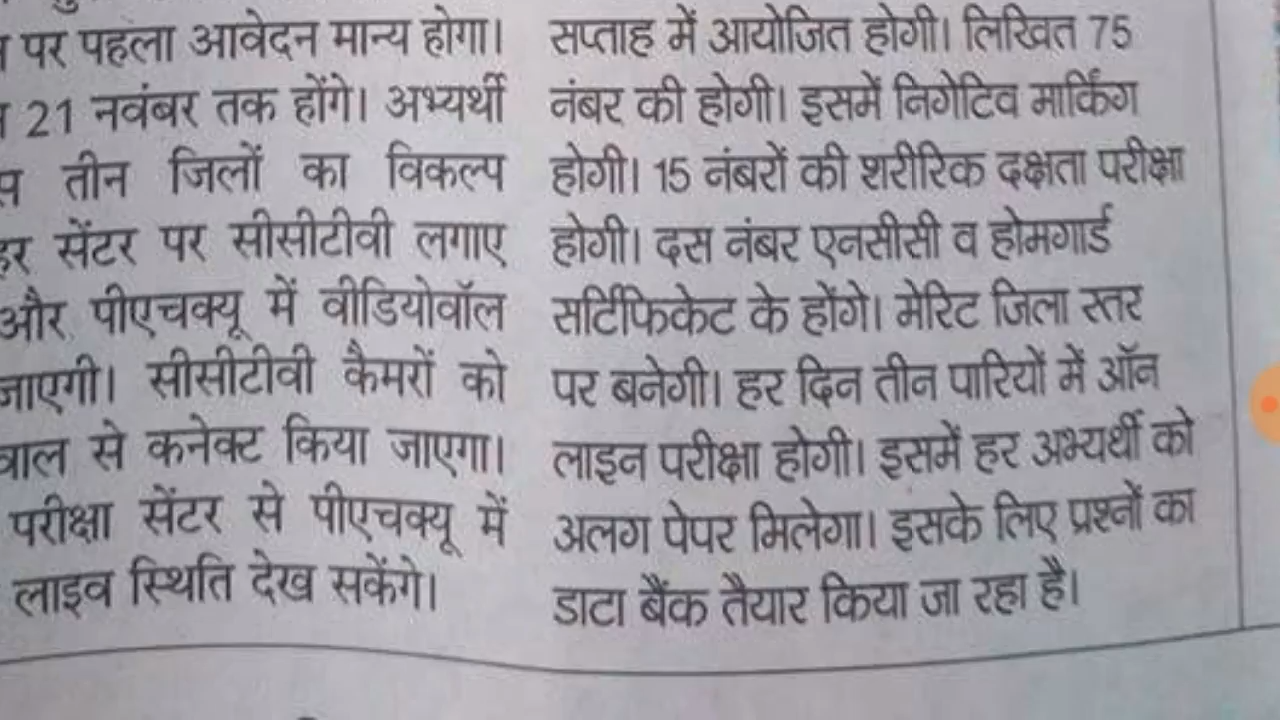 पर पहला आवेदन मान्य होगा।
21 नवंबर तक होंगे। अभ्यर्थी
तीन जिलों का विकल्प
सेंटर पर सीसीटीवी लगाए
और पीएचक्यू में वीडियोवॉल
जाएगी। सीसीटीवी कैमरों को
वाल से कनेक्ट किया जाएगा।
परीक्षा सेंटर से पीएचक्यू में
लाइव स्थिति देख सकेंगे।
सप्ताह में आयोजित होगी। लिखित 75
नंबर की होगी। इसमें निगेटिव मार्किंग
होगी। 15 नंबरों की शरीरिक दक्षता परीक्षा
होगी। दस नंबर एनसीसी व होमगार्ड
सर्टिफिकेट के होंगे। मेरिट जिला स्तर
पर बनेगी। हर दिन तीन पारियों में ऑन
लाइन परीक्षा होगी। इसमें हर अभ्यर्थी को
अलग पेपर मिलेगा। इसके लिए प्रश्नों का
डाटा बैंक तैयार किया जा रहा है।